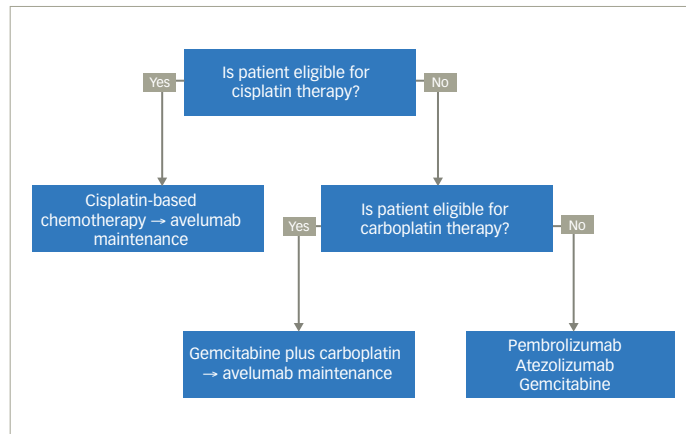 Is patient eligible for
cisplatin therapy?
Yes
No
Cisplatin-based
chemotherapy → avelumab
maintenance
Is patient eligible for
carboplatin therapy?
Yes
No
Gemcitabine plus carboplatin
→ avelumab maintenance
Pembrolizumab
Atezolizumab
Gemcitabine